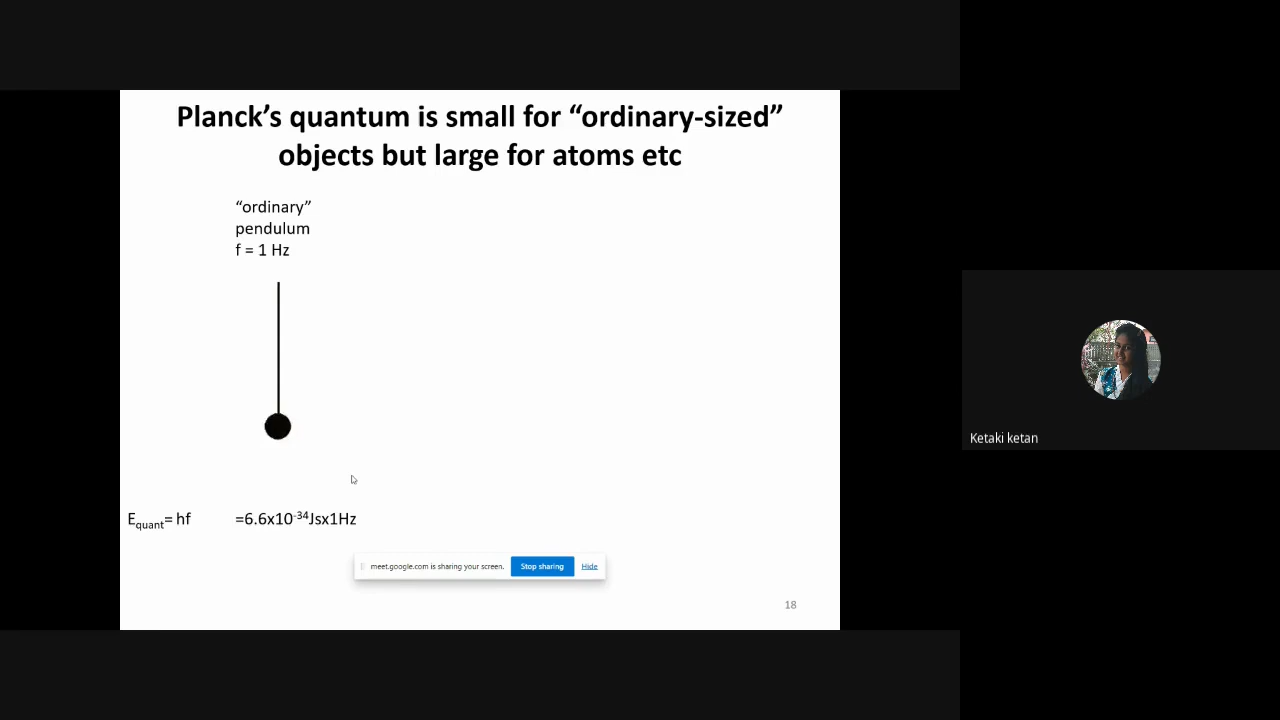 Planck’s quantum is small for “ordinary-sized”
objects but large for atoms etc
“ordinary”
pendulum
f = 1 Hz
Ketaki ketan
Equant= hf =6.6x10-34Jsx1Hz
meet.google.com is sharing your screen. Stop sharing Hide
18